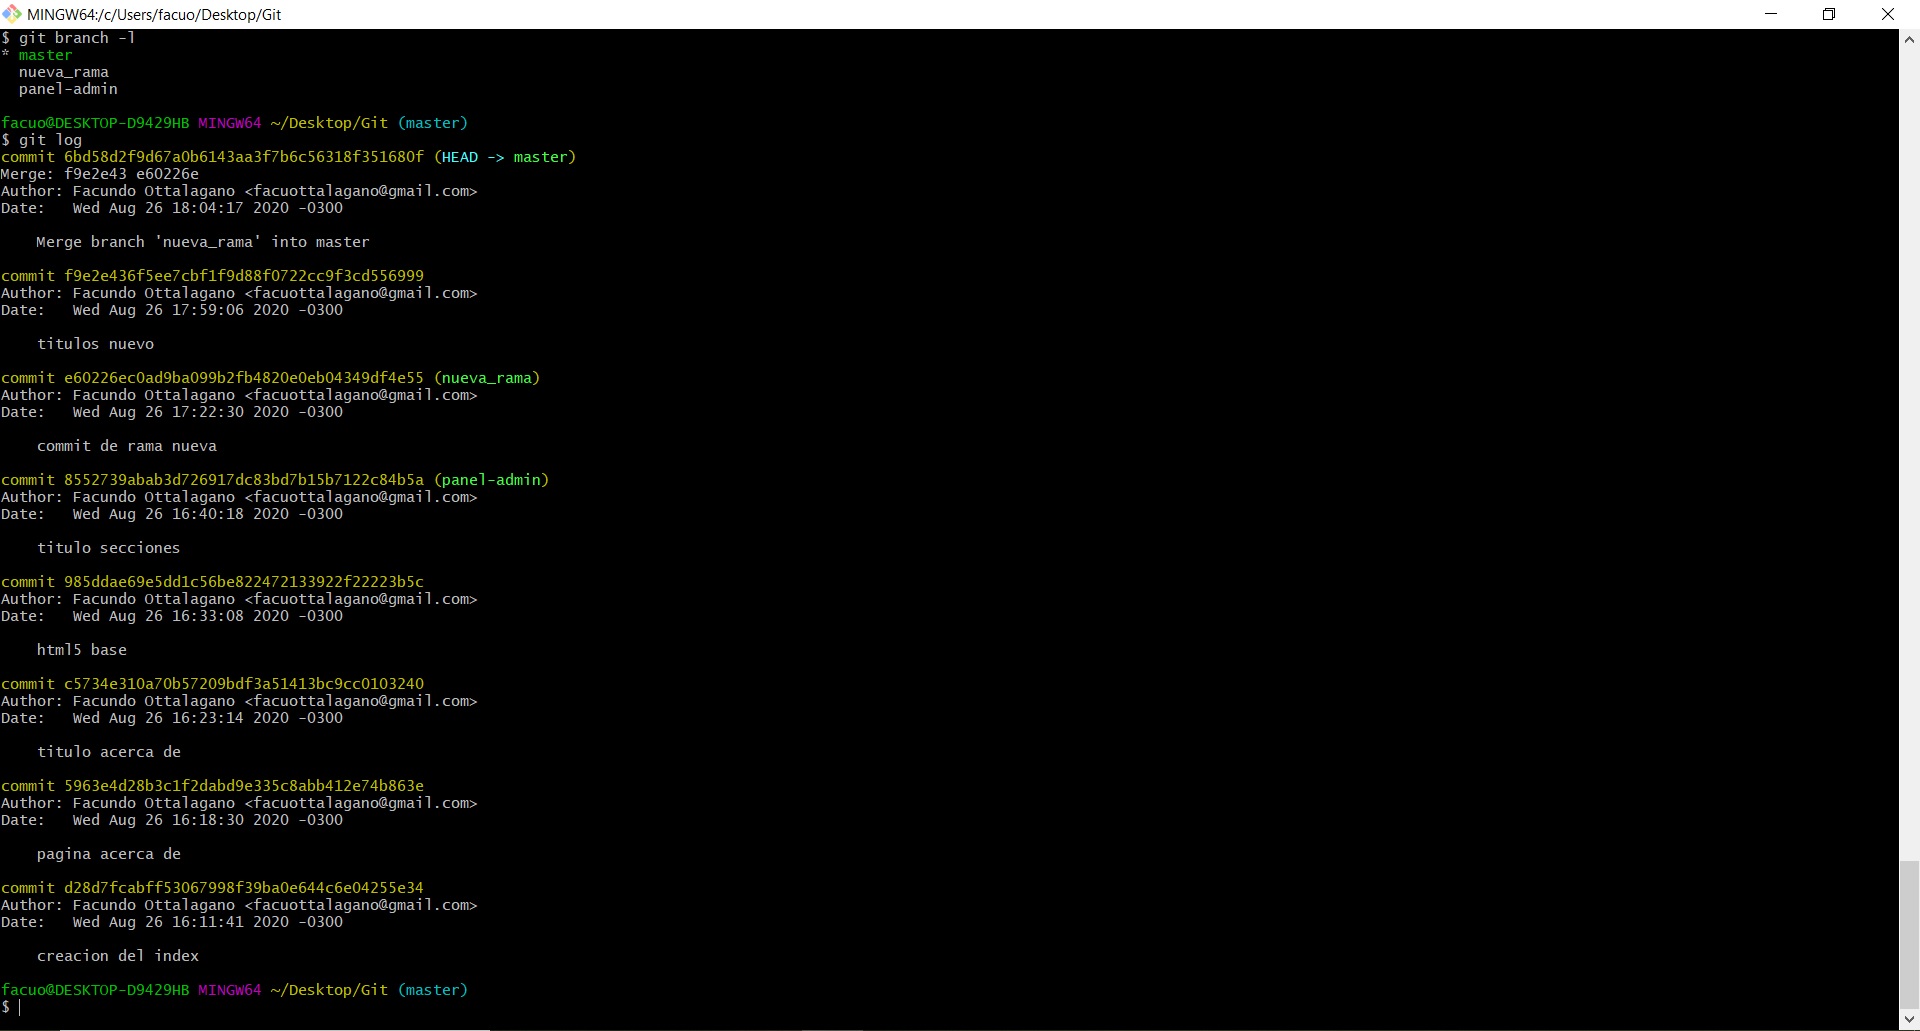 MINGW64:/c/Users/facuo/Desktop/Git
$ git branch -l
* master
  nueva_rama
  panel-admin
facuo@DESKTOP-D9429HB MINGW64 ~/Desktop/Git (master)
$ git log
commit 6bd58d2f9d67a0b6143aa3f7b6c56318f351680f (HEAD -> master)
Merge: f9e2e43 e60226e
Author: Facundo Ottalagano <facuottalagano@gmail.com>
Date:   Wed Aug 26 18:04:17 2020 -0300
    Merge branch 'nueva_rama' into master
commit f9e2e436f5ee7cbf1f9d88f0722cc9f3cd556999
Author: Facundo Ottalagano <facuottalagano@gmail.com>
Date:   Wed Aug 26 17:59:06 2020 -0300
    titulos nuevo
commit e60226ec0ad9ba099b2fb4820e0eb04349df4e55 (nueva_rama)
Author: Facundo Ottalagano <facuottalagano@gmail.com>
Date:   Wed Aug 26 17:22:30 2020 -0300
    commit de rama nueva
commit 8552739abab3d726917dc83bd7b15b7122c84b5a (panel-admin)
Author: Facundo Ottalagano <facuottalagano@gmail.com>
Date:   Wed Aug 26 16:40:18 2020 -0300
    titulo secciones
commit 985ddae69e5dd1c56be822472133922f22223b5c
Author: Facundo Ottalagano <facuottalagano@gmail.com>
Date:   Wed Aug 26 16:33:08 2020 -0300
    html5 base
commit c5734e310a70b57209bdf3a51413bc9cc0103240
Author: Facundo Ottalagano <facuottalagano@gmail.com>
Date:   Wed Aug 26 16:23:14 2020 -0300
    titulo acerca de
commit 5963e4d28b3c1f2dabd9e335c8abb412e74b863e
Author: Facundo Ottalagano <facuottalagano@gmail.com>
Date:   Wed Aug 26 16:18:30 2020 -0300
    pagina acerca de
commit d28d7fcabff53067998f39ba0e644c6e04255e34
Author: Facundo Ottalagano <facuottalagano@gmail.com>
Date:   Wed Aug 26 16:11:41 2020 -0300
    creacion del index
facuo@DESKTOP-D9429HB MINGW64 ~/Desktop/Git (master)
$